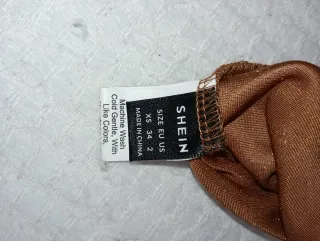 SHEIN
SIZE EU US
XS 34 2
MADE IN CHINA
Machine Wash
Cold Gentle, With
Like Colors,